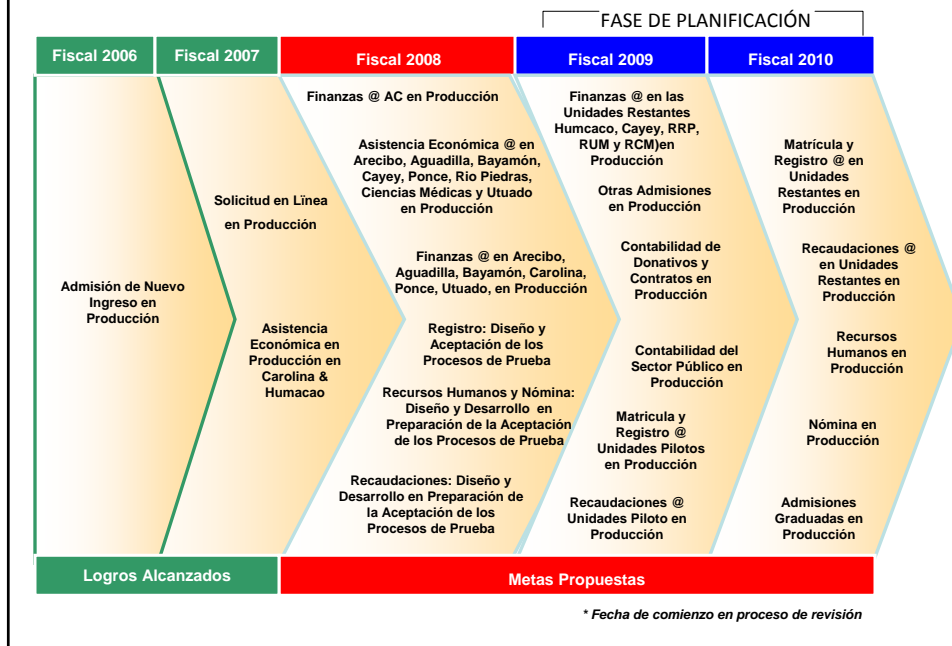 FASE DE PLANIFICACIÓN
Fiscal 2006
Fiscal 2007
Fiscal 2008
Fiscal 2009
Fiscal 2010
Admisión de Nuevo
Ingreso en
Producción
Solicitud en Lïnea
en Producción
Asistencia
Económica en
Producción en
Carolina &
Humacao
Finanzas @ AC en Producción
Asistencia Económica @ en
Arecibo, Aguadilla, Bayamón,
Cayey, Ponce, Rio Piedras,
Ciencias Médicas y Utuado
en Producción
Finanzas @ en Arecibo,
Aguadilla, Bayamón, Carolina,
Ponce, Utuado, en Producción
Registro: Diseño y
Aceptación de los
Procesos de Prueba
Recursos Humanos y Nómina:
Diseño y Desarrollo en
Preparación de la Aceptación
de los Procesos de Prueba
Recaudaciones: Diseño y
Desarrollo en Preparación de
la Aceptación de los
Procesos de Prueba
Finanzas @ en las
Unidades Restantes
Humcaco, Cayey, RRP,
RUM y RCM)en
Producción
Otras Admisiones
en Producción
Contabilidad de
Donativos y
Contratos en
Producción
Contabilidad del
Sector Público en
Producción
Matricula y
Registro @
Unidades Pilotos
en Producción
Recaudaciones @
Unidades Piloto en
Producción
Matrícula y
Registro @ en
Unidades
Restantes en
Producción
Recaudaciones @
en Unidades
Restantes en
Producción
Recursos
Humanos en
Producción
Nómina en
Producción
Admisiones
Graduadas en
Producción
Logros Alcanzados
Metas Propuestas
* Fecha de comienzo en proceso de revisión